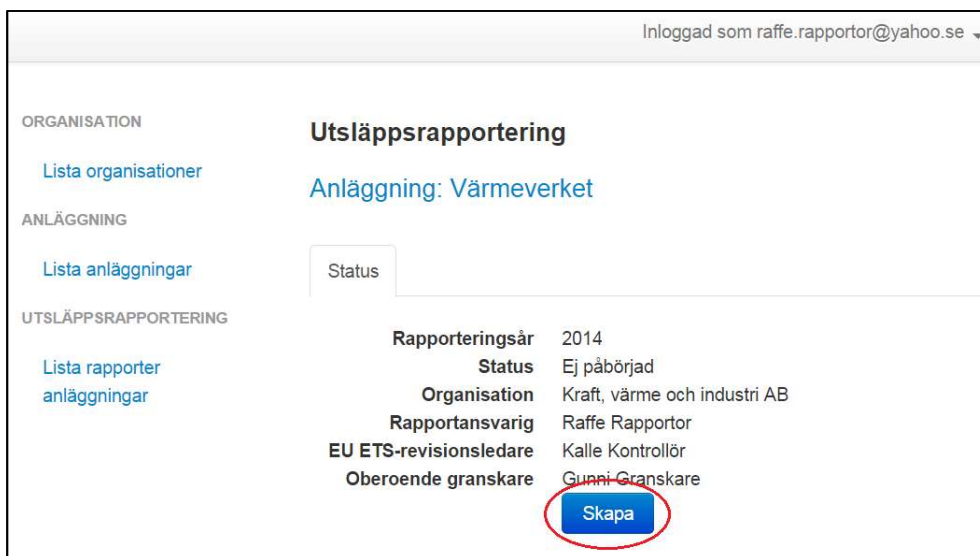 Inloggad som raffe.rapportor@yahoo.se
ORGANISATION
Lista organisationer
ANLÄGGNING
Lista anläggningar
UTSLÄPPSRAPPORTERING
Lista rapporter
anläggningar
Utsläppsrapportering
Anläggning: Värmeverket
Status
Rapporteringsår 2014
Status Ej påbörjad
Organisation Kraft, värme och industri AB
Rapportansvarig Raffe Rapportor
EU ETS-revisionsledare Kalle Kontrollör
Oberoende granskare Gunni Granskare
Skapa